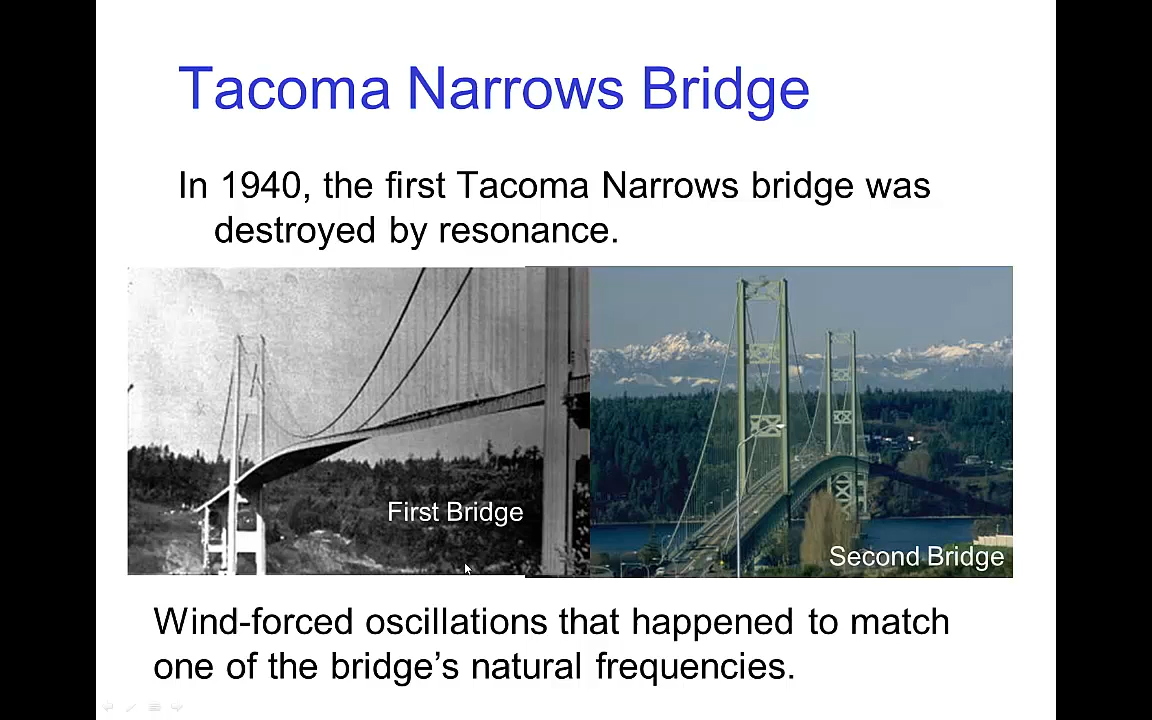 Tacoma Narrows Bridge
In 1940, the first Tacoma Narrows bridge was
destroyed by resonance.
First Bridge
Second Bridge
Wind-forced oscillations that happened to match
one of the bridge’s natural frequencies.